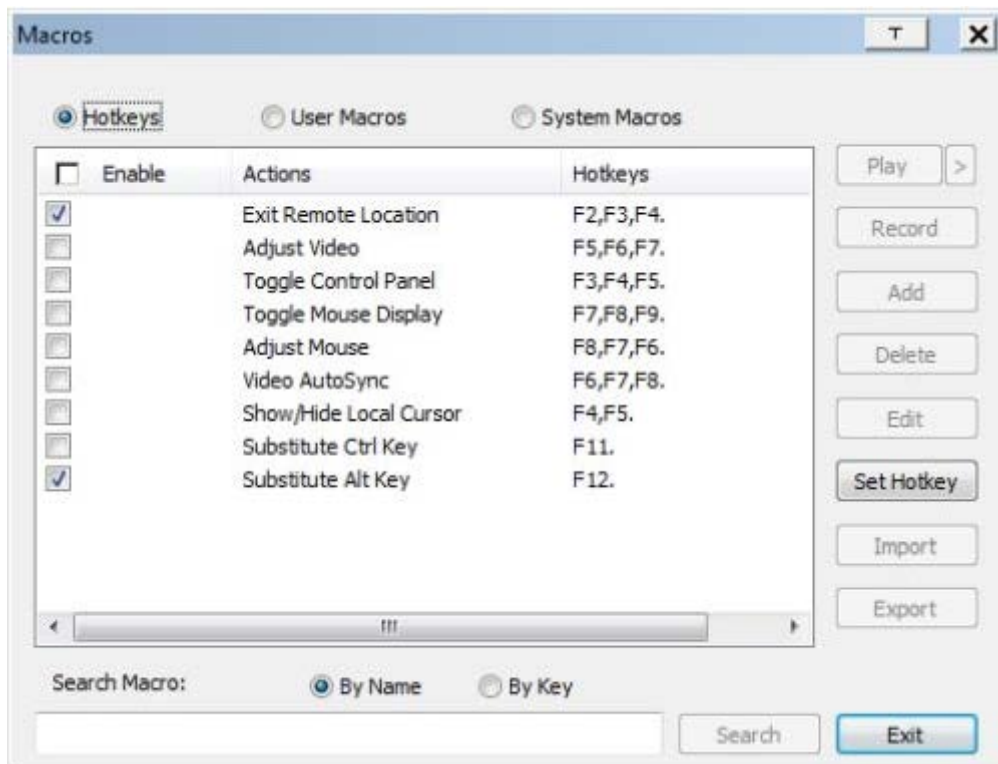 Macros
T
Hotkeys User Macros System Macros
Enable Actions Hotkeys
Play >
Exit Remote Location F2,F3,F4.
Record
Adjust Video F5,F6,F7.
Toggle Control Panel F3,F4,F5.
Add
Toggle Mouse Display F7,F8,F9.
Adjust Mouse F8,F7,F6.
Delete
Video AutoSync F6,F7,F8.
Show/Hide Local Cursor F4,F5.
Edit
Substitute Ctrl Key F11.
Substitute Alt Key F12.
Set Hotkey
Import
Export
Search Macro: By Name By Key
Search Exit